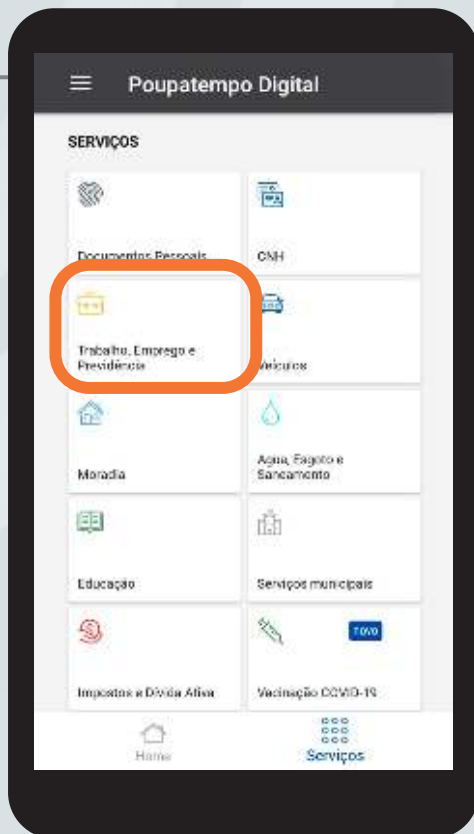 Poupatempo Digital
SERVIÇOS
Documentos Pessoais
CNH
Trabalho, Emprego e
Previdência
Veículos
Moradia
Água, Esgoto e
Saneamento
Educação
Serviços municipais
Impostos e Dívida Ativa
Vacinação COVID-19
Home
Serviços